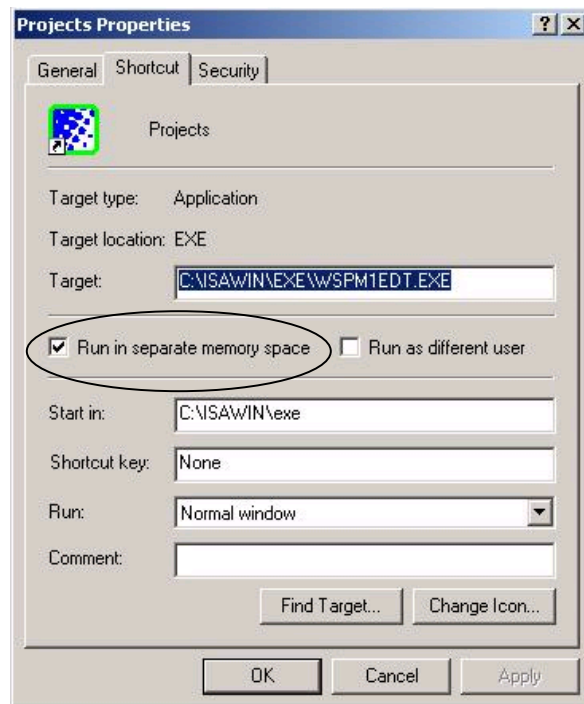 Projects Properties
General Shortcut Security
Projects
Target type: Application
Target location: EXE
Target: C:\ISAWIN\EXE\WSPM1EDT.EXE
Run in separate memory space Run as different user
Start in: C:\ISAWIN\exe
Shortcut key: None
Run: Normal window
Comment:
Find Target... Change Icon...
OK Cancel Apply